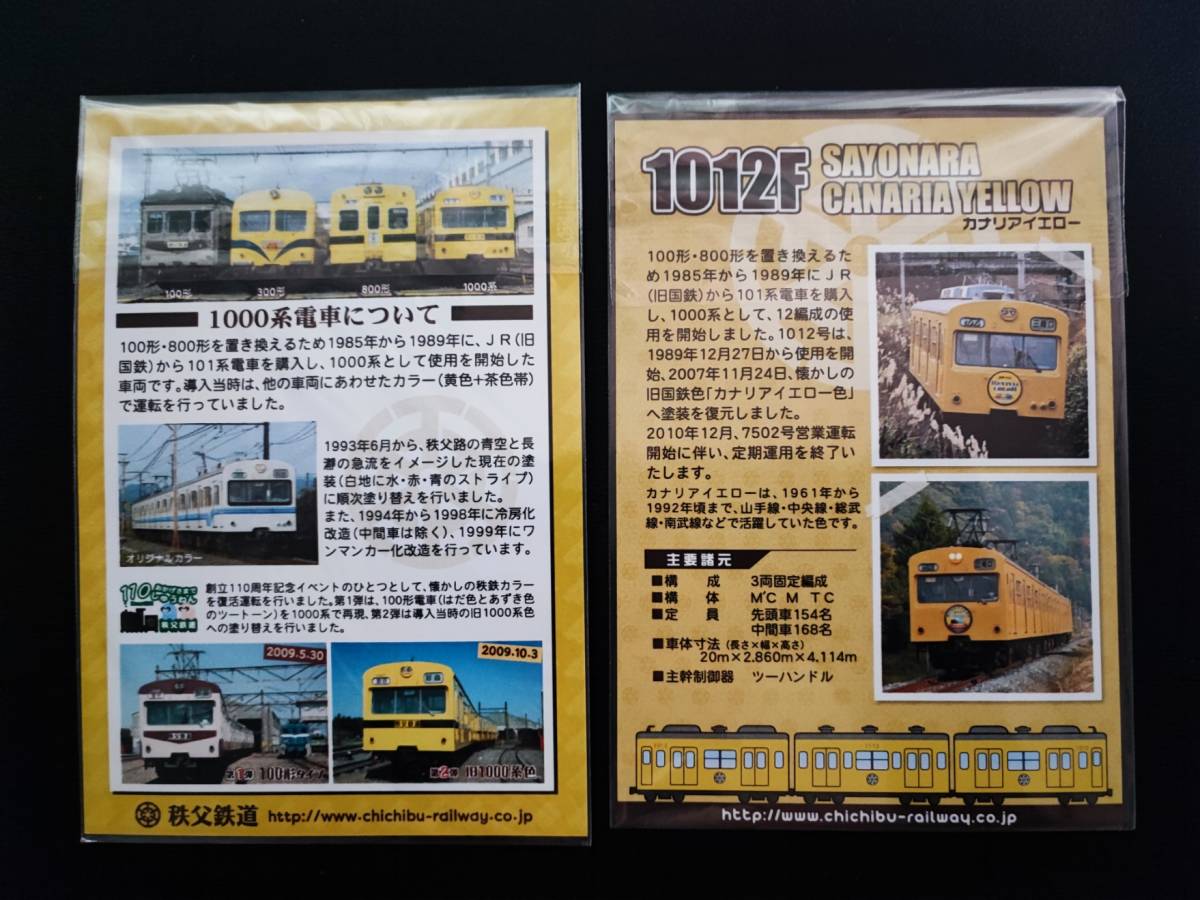 100形 300形 800形 1000系
1000系電車について
100形・800形を置き換えるため1985年から1989年に、JR(旧
国鉄)から101系電車を購入し、1000系として使用を開始した
車両です。導入当時は、他の車両にあわせたカラー(黄色+茶色帯)
で運転を行っていました。
1993年6月から、秩父路の青空と長
瀞の急流をイメージした現在の塗
装(白地に水・赤・青のストライプ)
に順次塗り替えを行いました。
また、1994年から1998年に冷房化
改造(中間車は除く)、1999年にワ
ンマンカー化改造を行っています。
オリジナルカラー
110
秩父鉄道
創立110周年記念イベントのひとつとして、懐かしの秩鉄カラー
を復活運転を行いました。第1弾は、100形電車(はだ色とあずき色
のツートーン)を1000系で再現、第2弾は導入当時の旧1000系色
への塗り替えを行いました。
2009.5.30
第1弾 100形タイプ
2009.10.3
第2弾 旧1000系色
秩父鉄道 http://www.chichibu-railway.co.jp
1012F SAYONARA
CANARIA YELLOW
カナリアイエロー
100形・800形を置き換えるた
め1985年から1989年にJR
(旧国鉄)から101系電車を購入
し、1000系として、12編成の使
用を開始しました。1012号は、
1989年12月27日から使用を開
始、2007年11月24日、懐かしの
旧国鉄色「カナリアイエロー色」
へ塗装を復元しました。
2010年12月、7502号営業運転
開始に伴い、定期運用を終了い
たします。
カナリアイエローは、1961年から
1992年頃まで、山手線・中央線・総武
線・南武線などで活躍していた色です。
主要諸元
■構 成 3両固定編成
■構 体 M'C M TC
■定 員 先頭車154名
中間車168名
■車体寸法(長さ×幅×高さ)
20m×2.860m×4.114m
■主幹制御器 ツーハンドル
http://www.chichibu-railway.co.jp